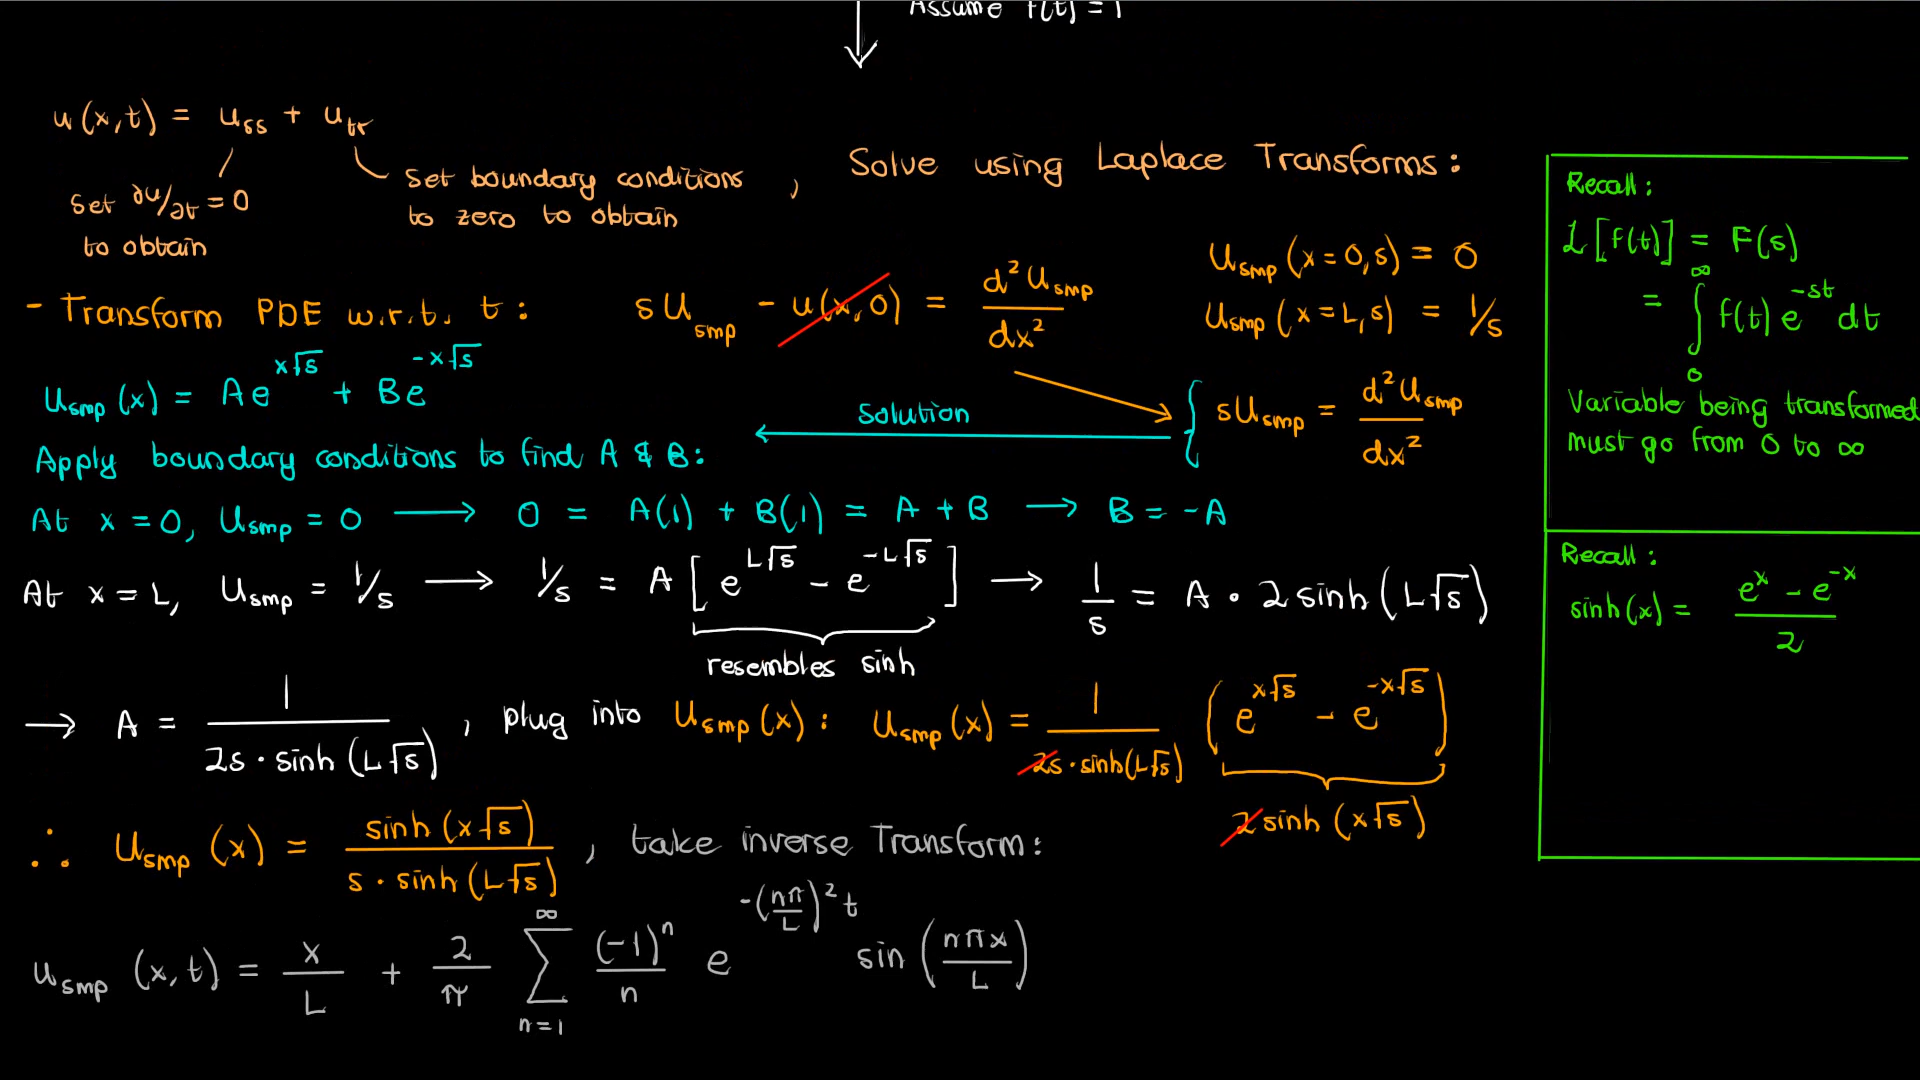 Assume f(t) = 1
u(x,t) = u_ss + u_tr
Set ∂u/∂t = 0 to obtain
Set boundary conditions to zero to obtain
, Solve using Laplace Transforms:
- Transform PDE w.r.t. t: sU_smp - u(x,0) = d²U_smp/dx²
U_smp(x=0,s) = 0
U_smp(x=L,s) = 1/s
sU_smp = d²U_smp/dx²
Solution
U_smp(x) = Ae^(x√s) + Be^(-x√s)
Apply boundary conditions to find A & B:
At x = 0, U_smp = 0 → 0 = A(1) + B(1) = A + B → B = -A
At x = L, U_smp = 1/s → 1/s = A[e^(L√s) - e^(-L√s)] → 1/s = A · 2 sinh(L√s)
resembles sinh
→ A = 1/(2s · sinh(L√s)), plug into U_smp(x): U_smp(x) = 1/(2s · sinh(L√s)) (e^(x√s) - e^(-x√s))
2 sinh(x√s)
∴ U_smp(x) = sinh(x√s)/(s · sinh(L√s)), take inverse Transform:
u_smp(x,t) = x/L + 2/π ∑_{n=1}^{∞} (-1)^n/n e^(-(nπ/L)² t) sin(nπx/L)
Recall:
ℒ[f(t)] = F(s)
= ∫_0^∞ f(t) e^(-st) dt
Variable being transformed
must go from 0 to ∞
Recall:
sinh(x) = (e^x - e^(-x))/2